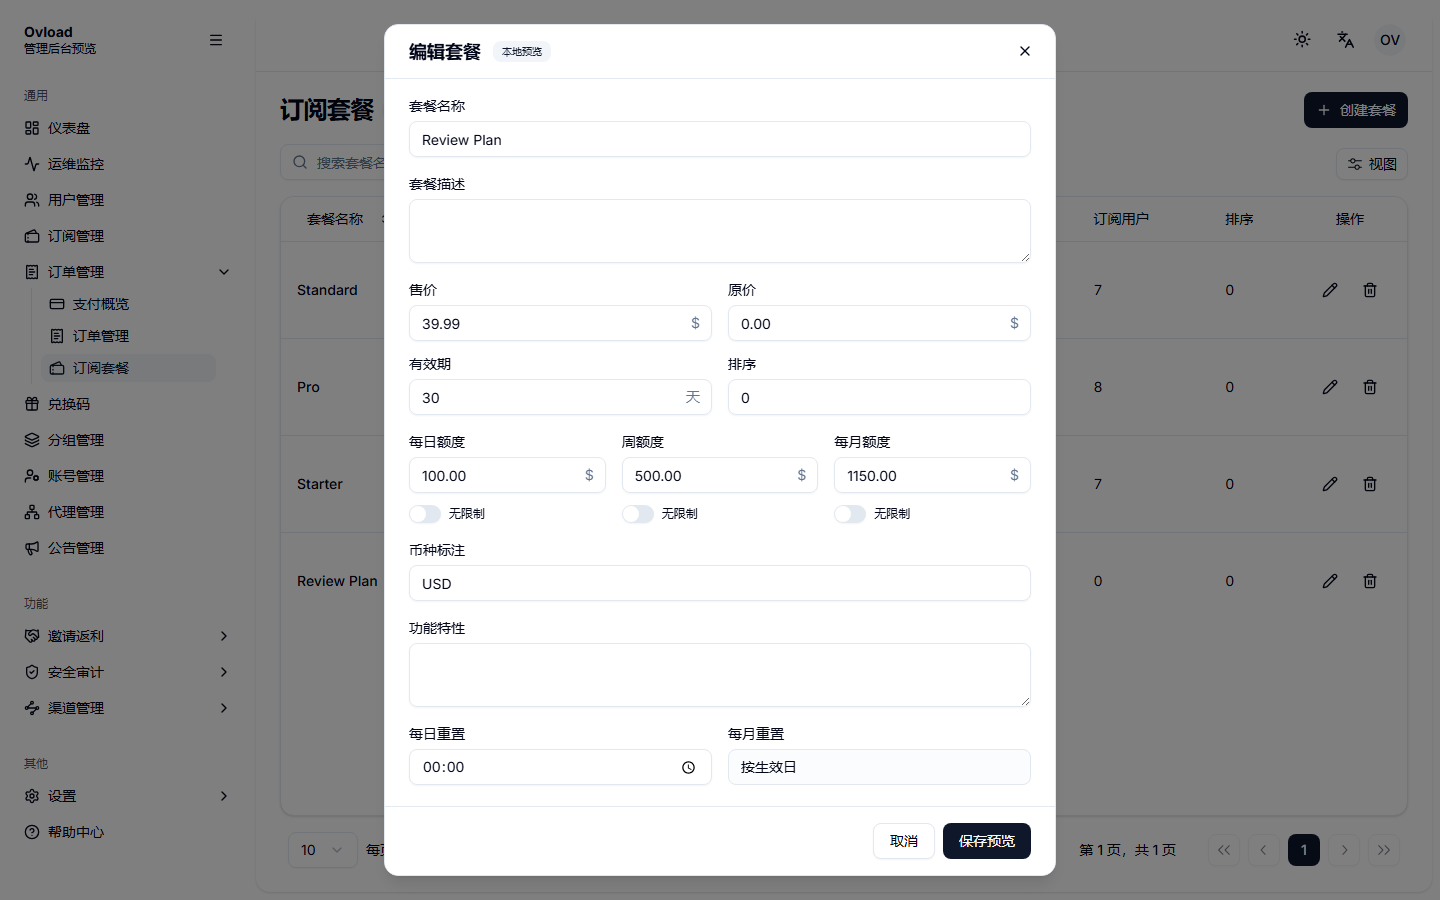 Ovload
管理后台预览
通用
仪表盘
运维监控
用户管理
订阅管理
订单管理
支付概览
订单管理
订阅套餐
兑换码
分组管理
账号管理
代理管理
公告管理
功能
邀请返利
安全审计
渠道管理
其他
设置
帮助中心
OV
订阅套餐
创建套餐
搜索套餐名
视图
套餐名称
订阅用户
排序
操作
Standard
7
0
Pro
8
0
Starter
7
0
Review Plan
0
0
10
每页
第 1 页，共 1 页
1
编辑套餐
本地预览
套餐名称
Review Plan
套餐描述
售价
原价
39.99 $
0.00 $
有效期
排序
30 天
0
每日额度
周额度
每月额度
100.00 $
500.00 $
1150.00 $
无限制
无限制
无限制
币种标注
USD
功能特性
每日重置
每月重置
00:00
按生效日
取消
保存预览